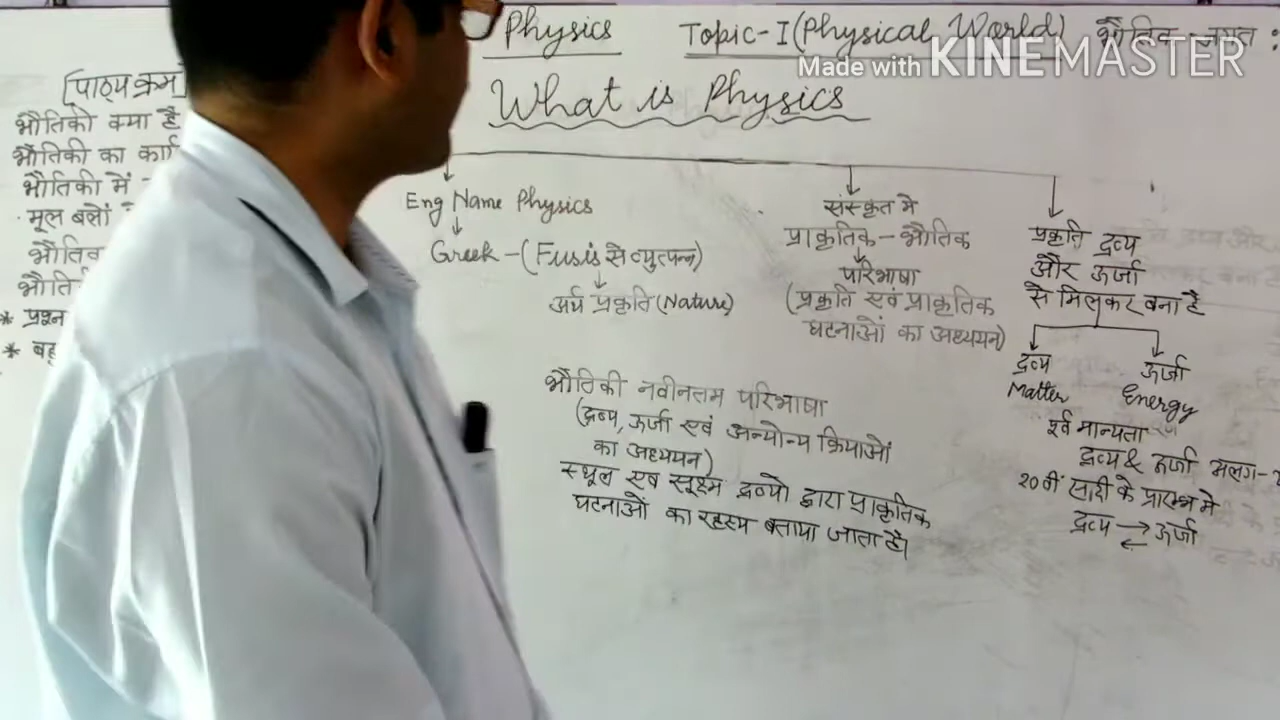 Physics Topic-I (Physical World) भौतिक-जगत :
Made with KINEMASTER
What is Physics
[पाठ्यक्रम]
भौतिकी क्या है
भौतिकी का
भौतिकी में
मूल बलों
* प्रश्न
*
Eng Name Physics
Greek - (Fusis से व्युत्पन्न)
अर्थ प्रकृति (Nature)
संस्कृत मे
प्राकृतिक - भौतिक
परिभाषा
(प्रकृति एवं प्राकृतिक
घटनाओं का अध्ययन)
प्रकृति द्रव्य
और ऊर्जा
से मिलकर बना है
द्रव्य ऊर्जा
Matter Energy
पूर्व मान्यता
द्रव्य & ऊर्जा अलग-
20वीं सदी के प्रारम्भ मे
द्रव्य ⇄ ऊर्जा
भौतिकी नवीनतम परिभाषा
(द्रव्य, ऊर्जा एवं अन्योन्य क्रियाओं
का अध्ययन)
स्थूल एवं सूक्ष्म द्रव्यो द्वारा प्राकृतिक
घटनाओं का रहस्य बताया जाता है।